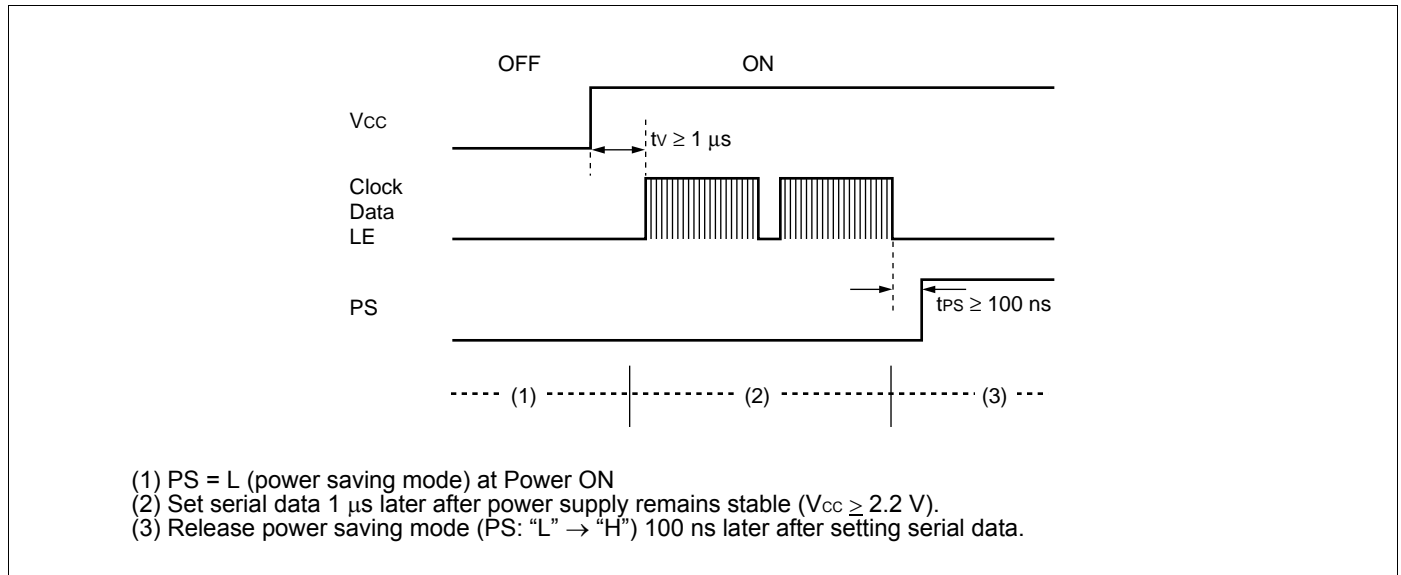 OFF ON
VCC
tV ≥ 1 μs
Clock
Data
LE
PS
tPS ≥ 100 ns
(1) (2) (3)
(1) PS = L (power saving mode) at Power ON
(2) Set serial data 1 μs later after power supply remains stable (VCC ≥ 2.2 V).
(3) Release power saving mode (PS: “L” → “H”) 100 ns later after setting serial data.